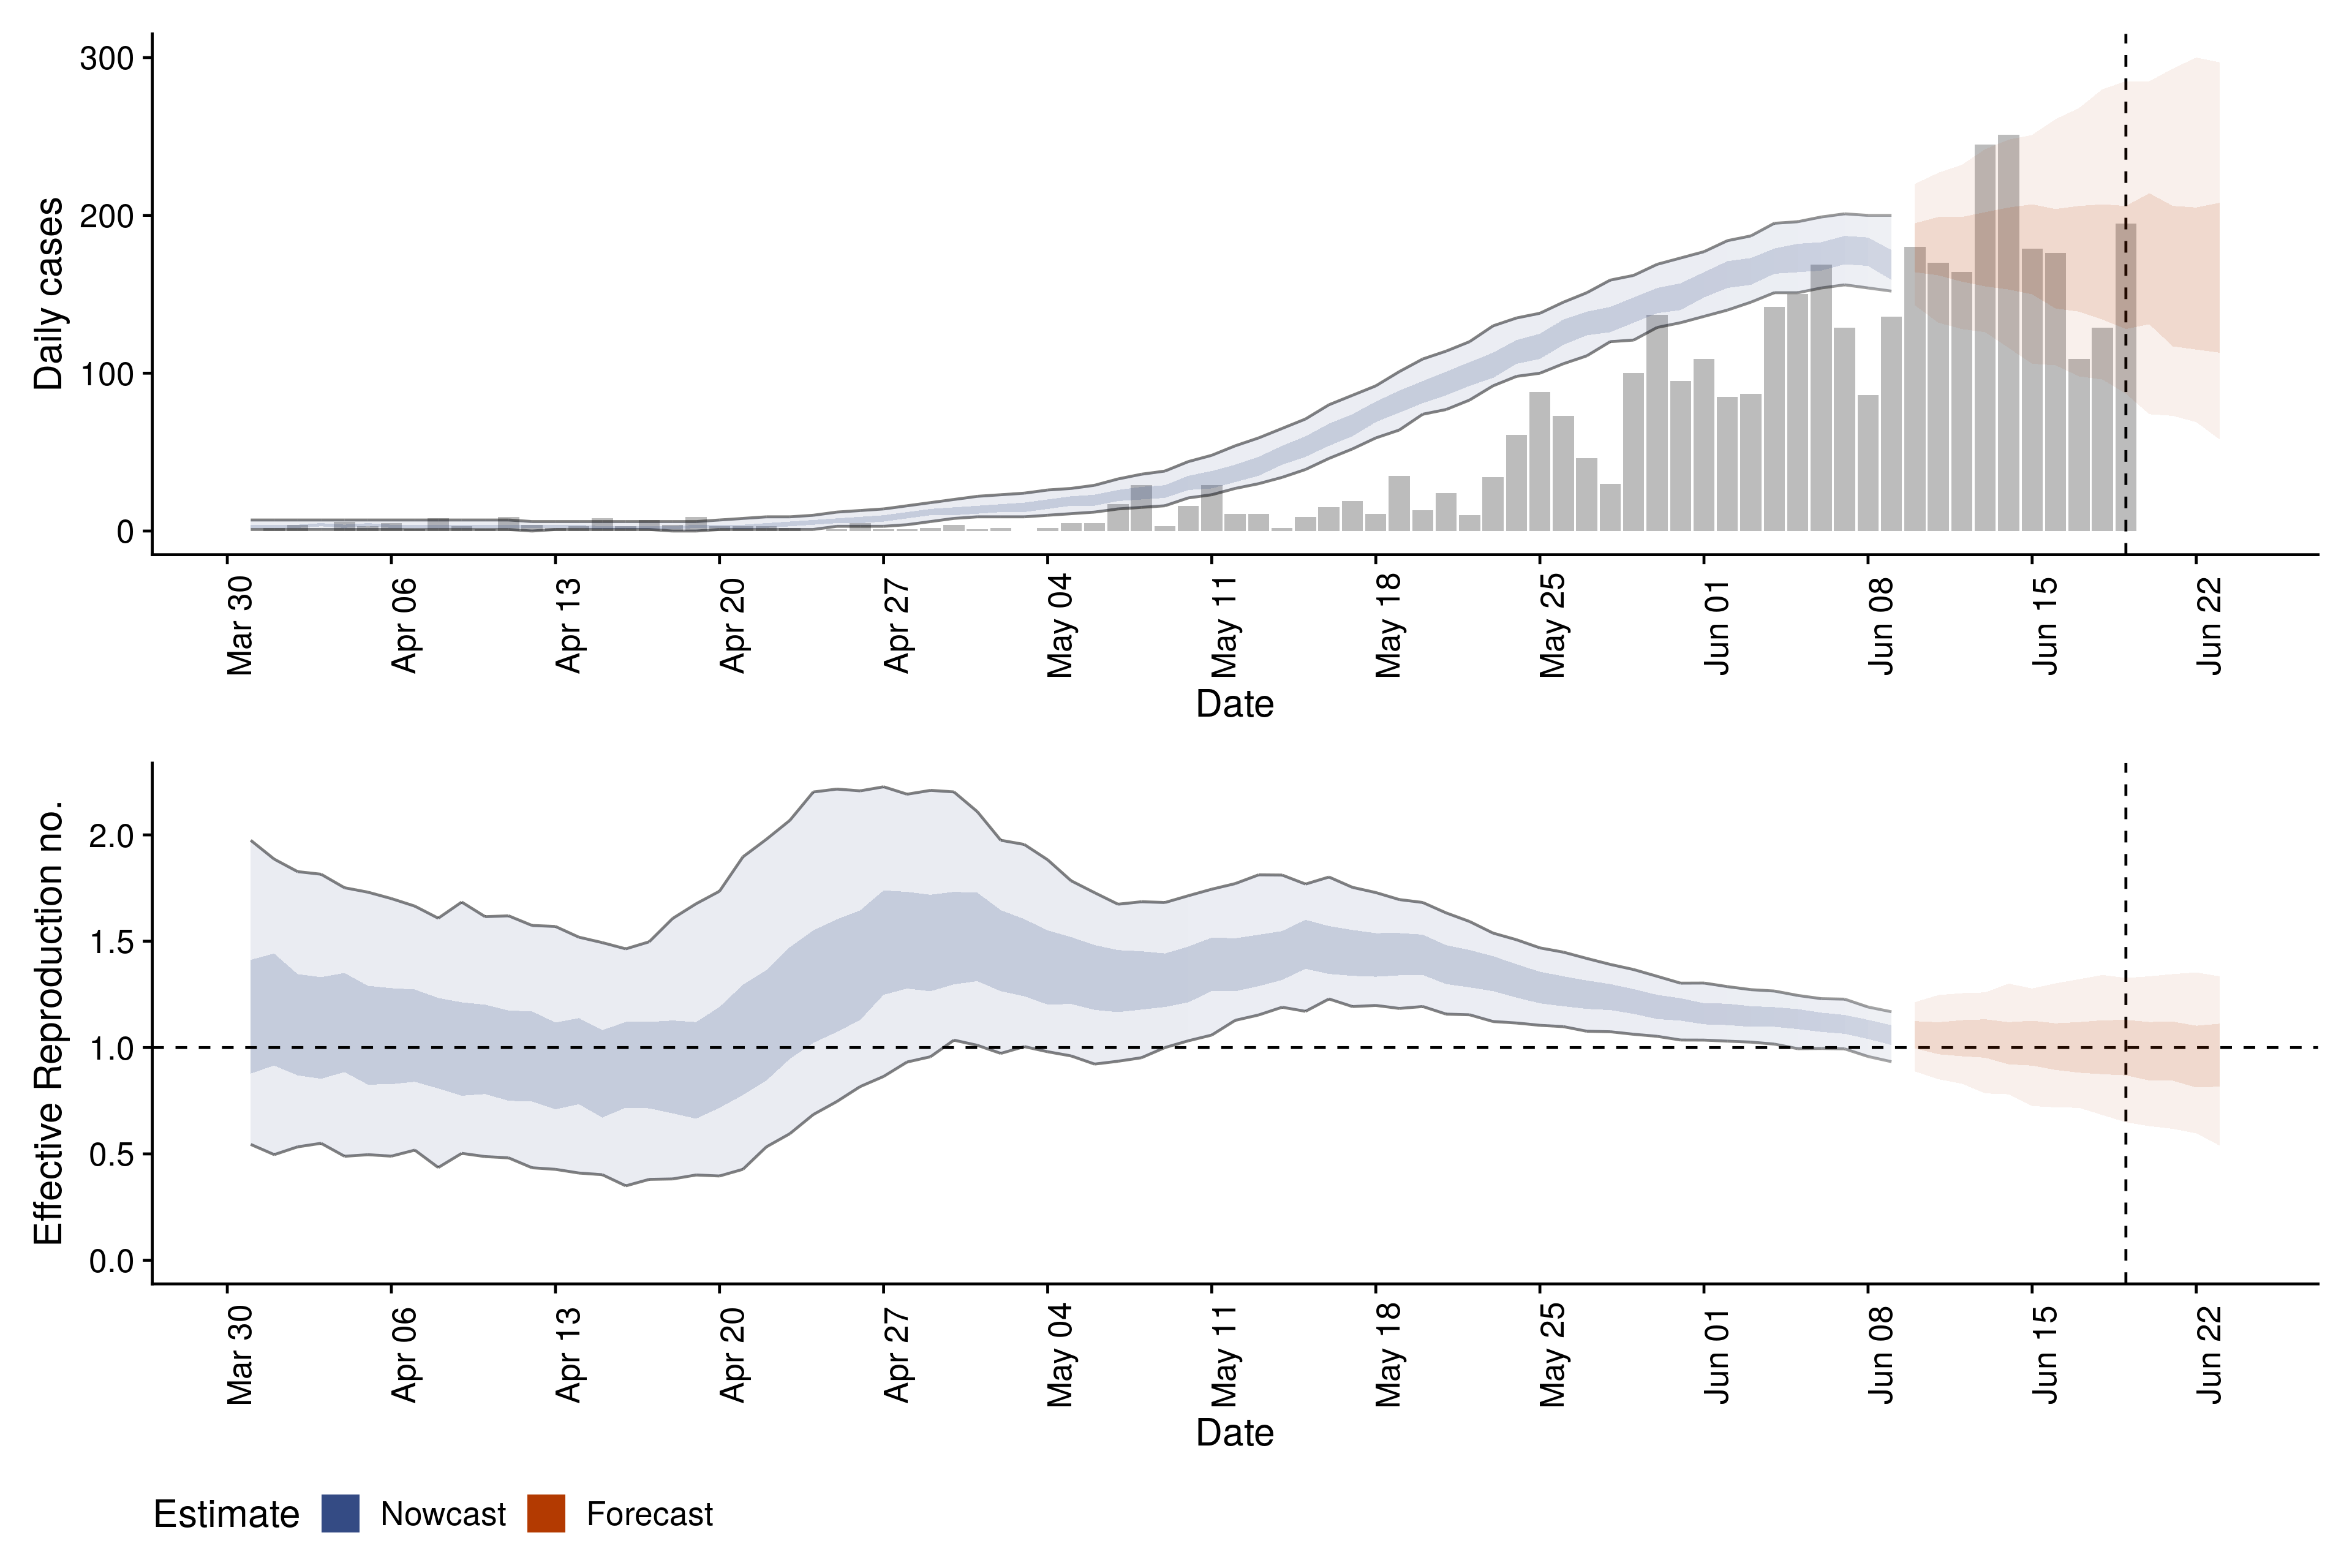 300
200
100
0
Daily cases
Mar 30
Apr 06
Apr 13
Apr 20
Apr 27
May 04
May 11
May 18
May 25
Jun 01
Jun 08
Jun 15
Jun 22
Date
2.0
1.5
1.0
0.5
0.0
Effective Reproduction no.
Mar 30
Apr 06
Apr 13
Apr 20
Apr 27
May 04
May 11
May 18
May 25
Jun 01
Jun 08
Jun 15
Jun 22
Date
Estimate Nowcast Forecast